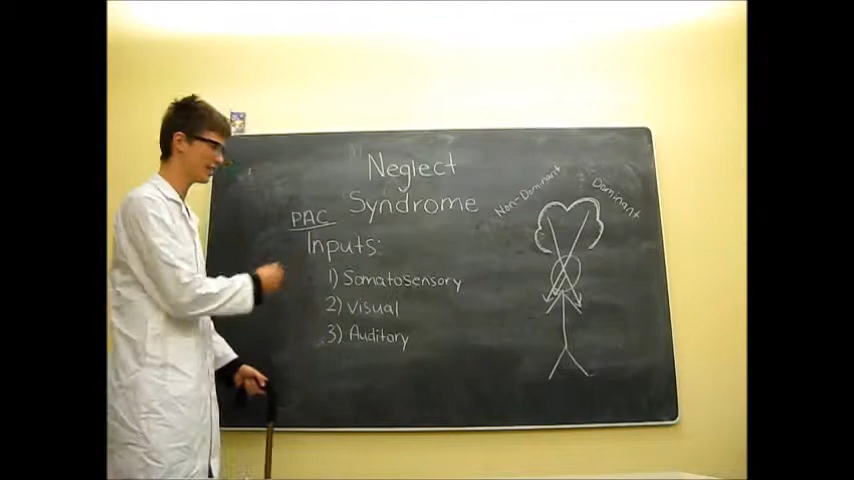 Neglect
Syndrome
PAC
Inputs:
1) Somatosensory
2) Visual
3) Auditory
Non-Dominant
Dominant